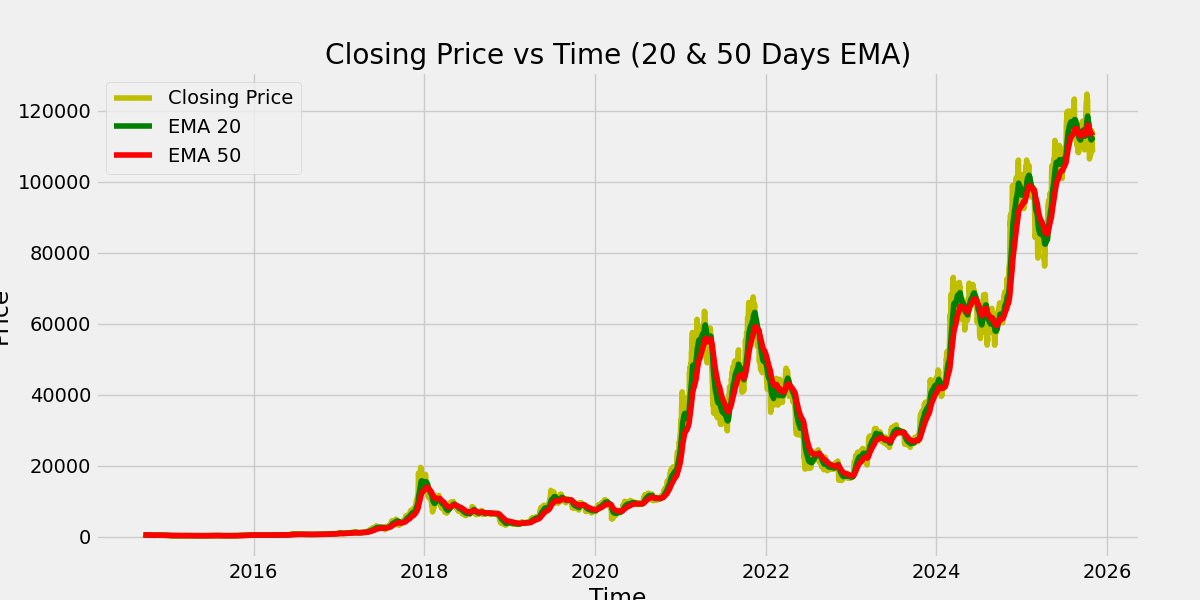 Closing Price vs Time (20 & 50 Days EMA)
Closing Price
EMA 20
EMA 50
120000
100000
80000
60000
40000
20000
0
Price
2016
2018
2020
2022
2024
2026
Time